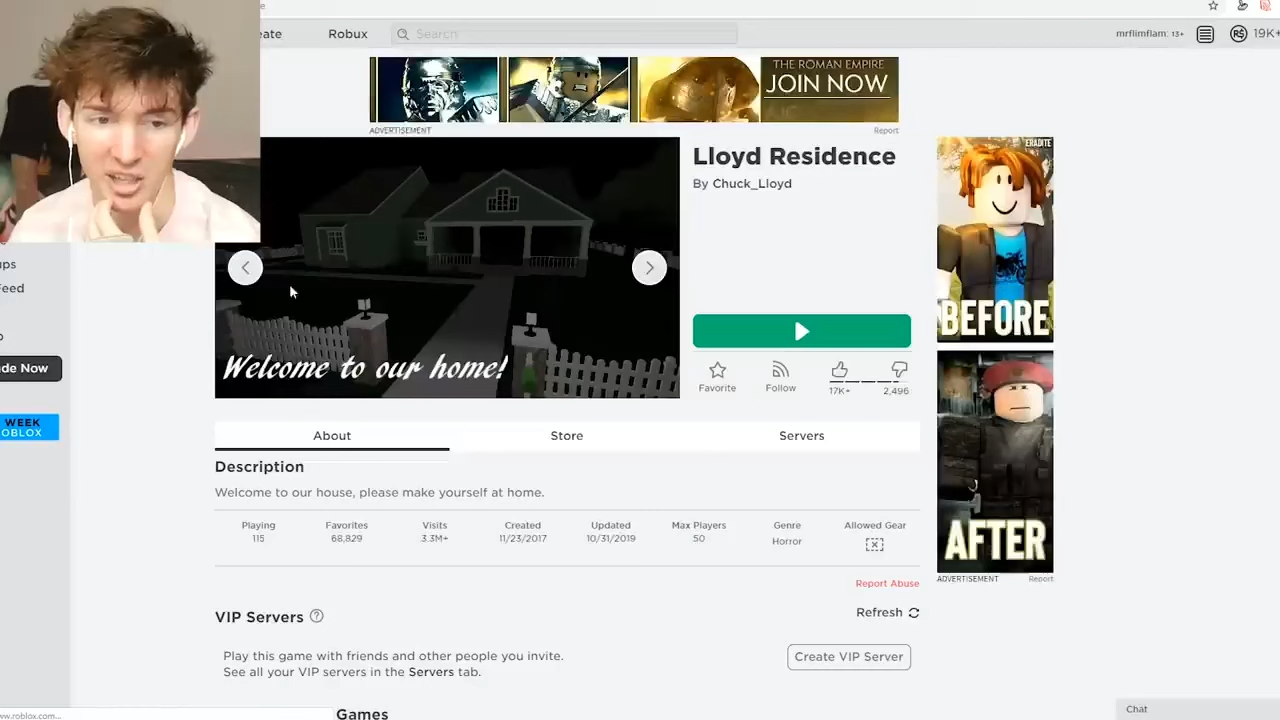 eate
Robux
Search
mrflimflam: 13+
19K+
THE ROMAN EMPIRE
JOIN NOW
ADVERTISEMENT
Report
Lloyd Residence
By Chuck_Lloyd
Welcome to our home!
ERADITE
BEFORE
AFTER
ADVERTISEMENT
Report
ups
Feed
de Now
WEEK
OBLOX
Favorite
Follow
17K+
2,496
About
Store
Servers
Description
Welcome to our house, please make yourself at home.
Playing
Favorites
Visits
Created
Updated
Max Players
Genre
Allowed Gear
115
68,829
3.3M+
11/23/2017
10/31/2019
50
Horror
Report Abuse
VIP Servers
Refresh
Play this game with friends and other people you invite.
See all your VIP servers in the Servers tab.
Create VIP Server
Games
ww.roblox.com...
Chat